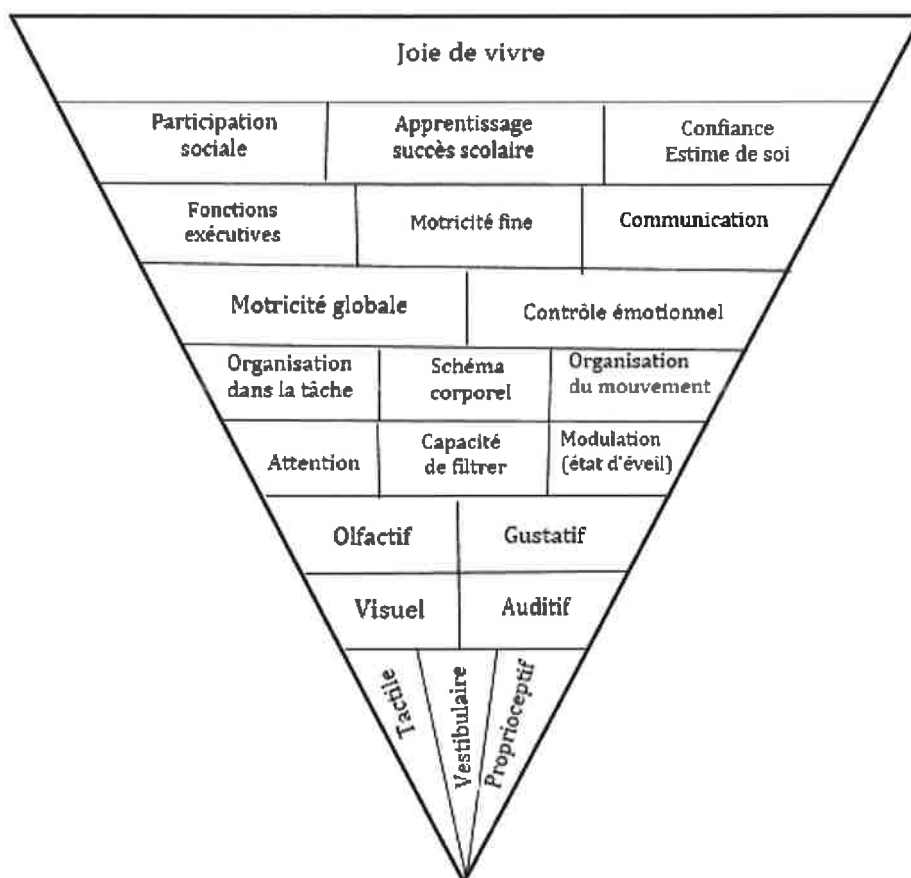 Joie de vivre
Participation
sociale
Apprentissage
succès scolaire
Confiance
Estime de soi
Fonctions
exécutives
Motricité fine
Communication
Motricité globale
Contrôle émotionnel
Organisation
dans la tâche
Schéma
corporel
Organisation
du mouvement
Attention
Capacité
de filtrer
Modulation
(état d'éveil)
Olfactif
Gustatif
Visuel
Auditif
Tactile
Vestibulaire
Proprioceptif